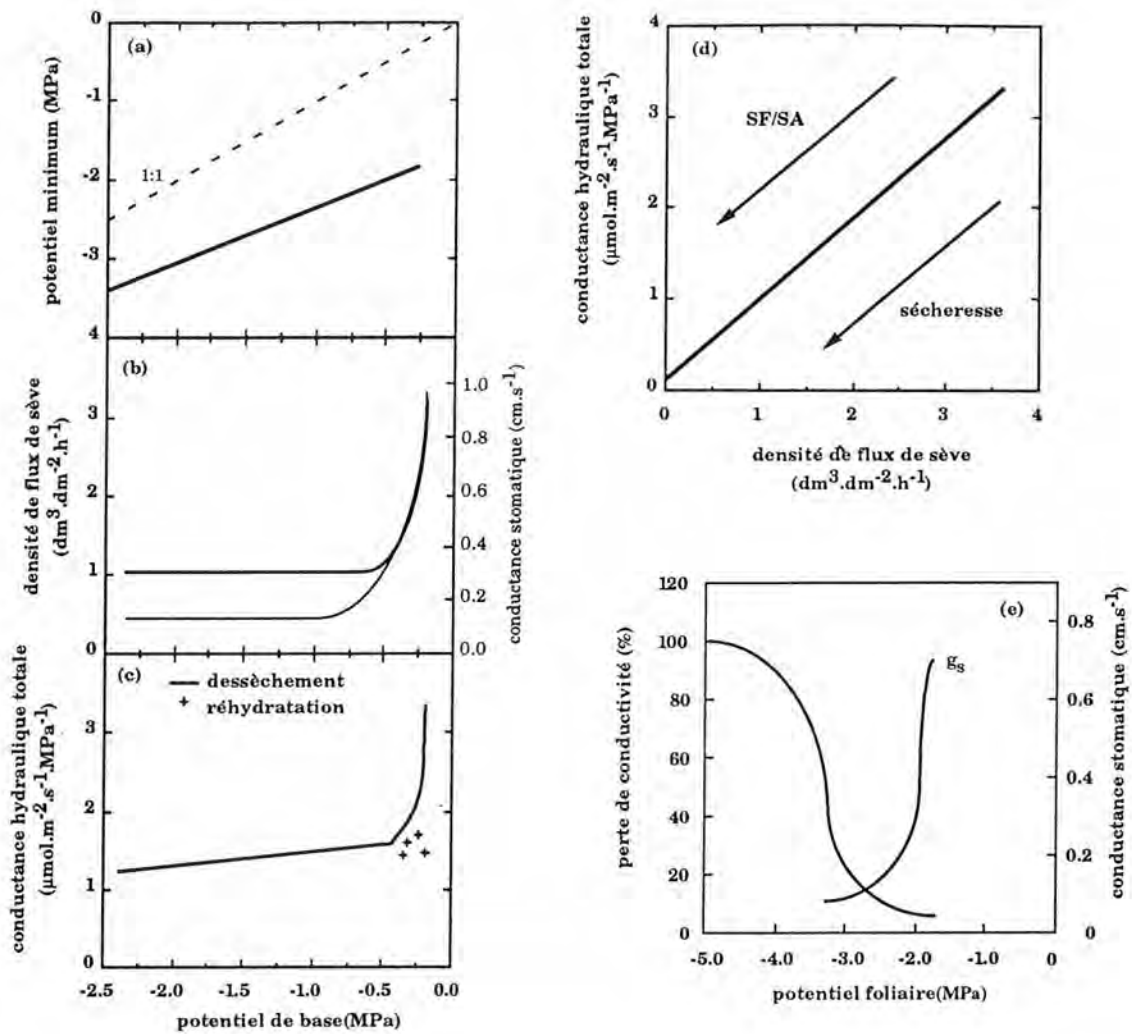 (a)
potentiel minimum (MPa)
0
-1
-2
-3
4
1:1
(b)
densité de flux de sève
(dm³.dm⁻².h⁻¹)
3
2
1
0
conductance stomatique (cm.s⁻¹)
1.0
0.8
0.6
0.4
0.2
0.0
(c)
dessèchement
+ réhydratation
conductance hydraulique totale
(µmol.m⁻².s⁻¹.MPa⁻¹)
3
2
1
0
-2.5 -2.0 -1.5 -1.0 -0.5 0.0
potentiel de base(MPa)
(d)
conductance hydraulique totale
(µmol.m⁻².s⁻¹.MPa⁻¹)
4
3
2
1
0
SF/SA
sécheresse
0 1 2 3 4
densité de flux de sève
(dm³.dm⁻².h⁻¹)
(e)
perte de conductivité (%)
120
100
80
60
40
20
0
gs
conductance stomatique (cm.s⁻¹)
0.8
0.6
0.4
0.2
0
-5.0 -4.0 -3.0 -2.0 -1.0 0
potentiel foliaire(MPa)